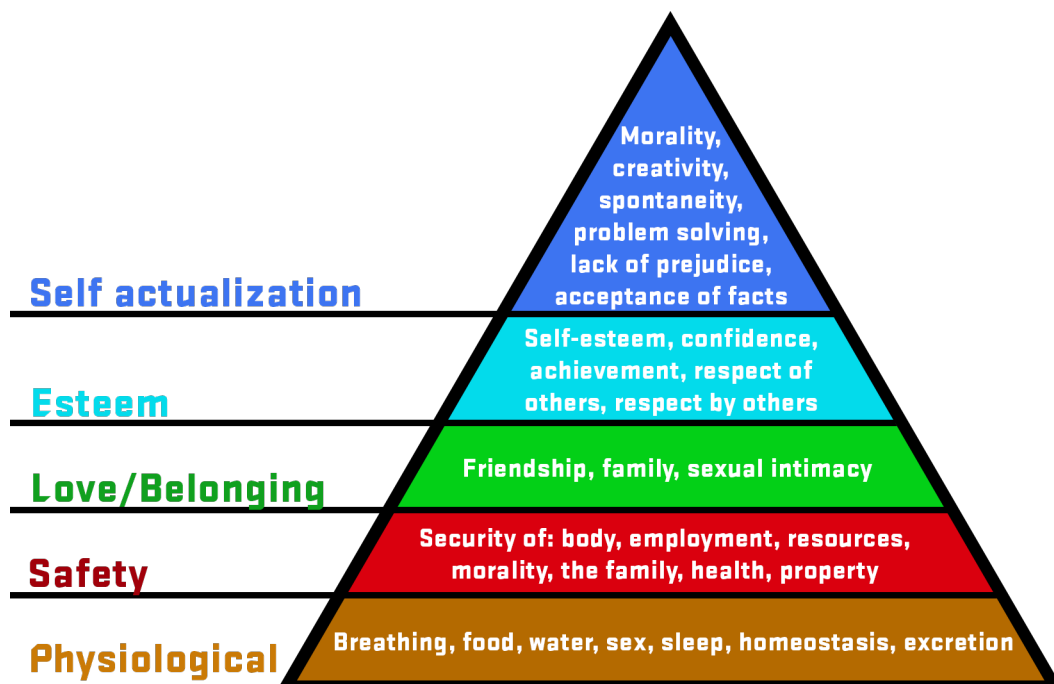 Morality,
creativity,
spontaneity,
problem solving,
lack of prejudice,
acceptance of facts
Self actualization
Self-esteem, confidence,
achievement, respect of
others, respect by others
Esteem
Friendship, family, sexual intimacy
Love/Belonging
Security of: body, employment, resources,
morality, the family, health, property
Safety
Breathing, food, water, sex, sleep, homeostasis, excretion
Physiological